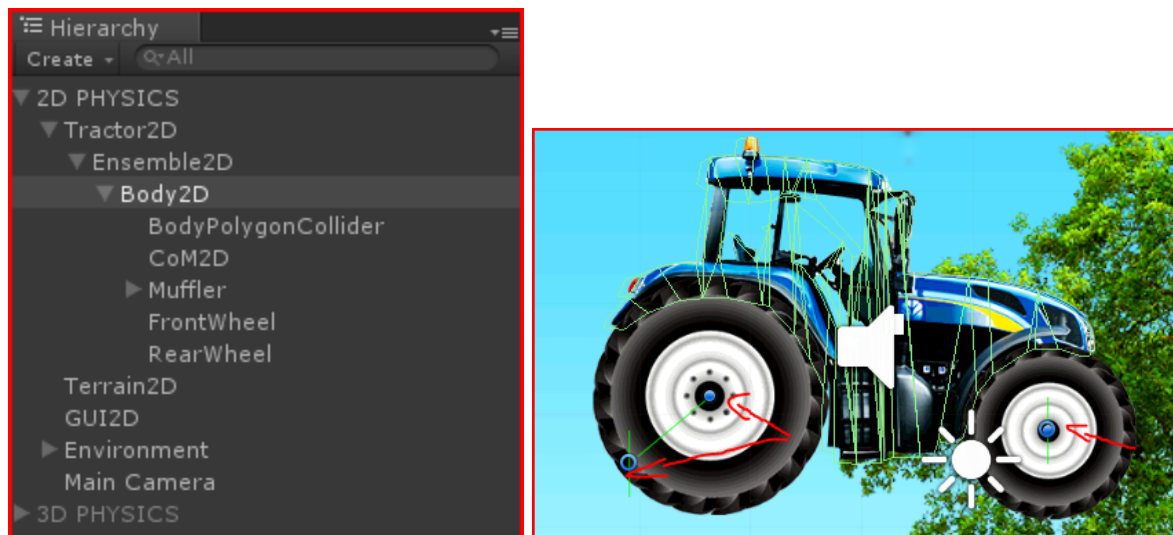 Hierarchy
Create All
2D PHYSICS
Tractor2D
Ensemble2D
Body2D
BodyPolygonCollider
CoM2D
Muffler
FrontWheel
RearWheel
Terrain2D
GUI2D
Environment
Main Camera
3D PHYSICS